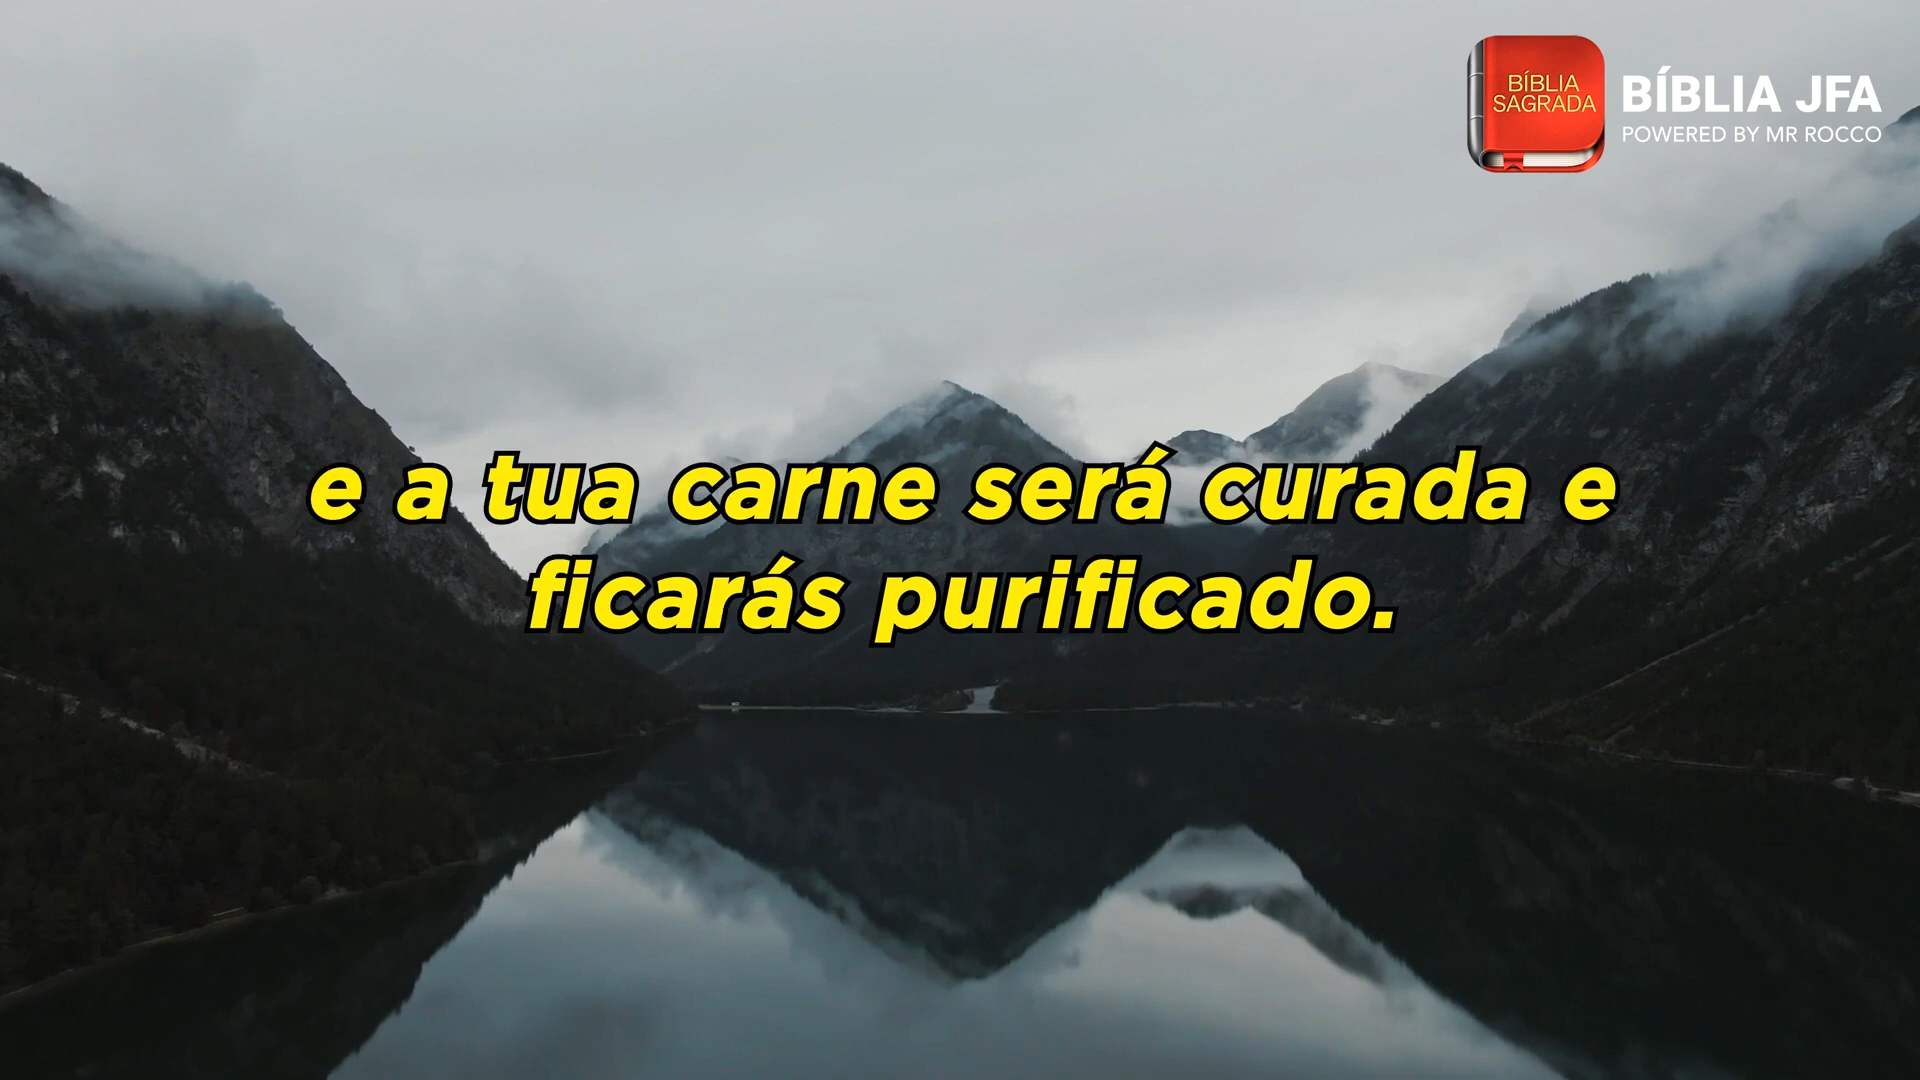 BÍBLIA
SAGRADA
BÍBLIA JFA
POWERED BY MR ROCCO
e a tua carne será curada e
ficarás purificado.